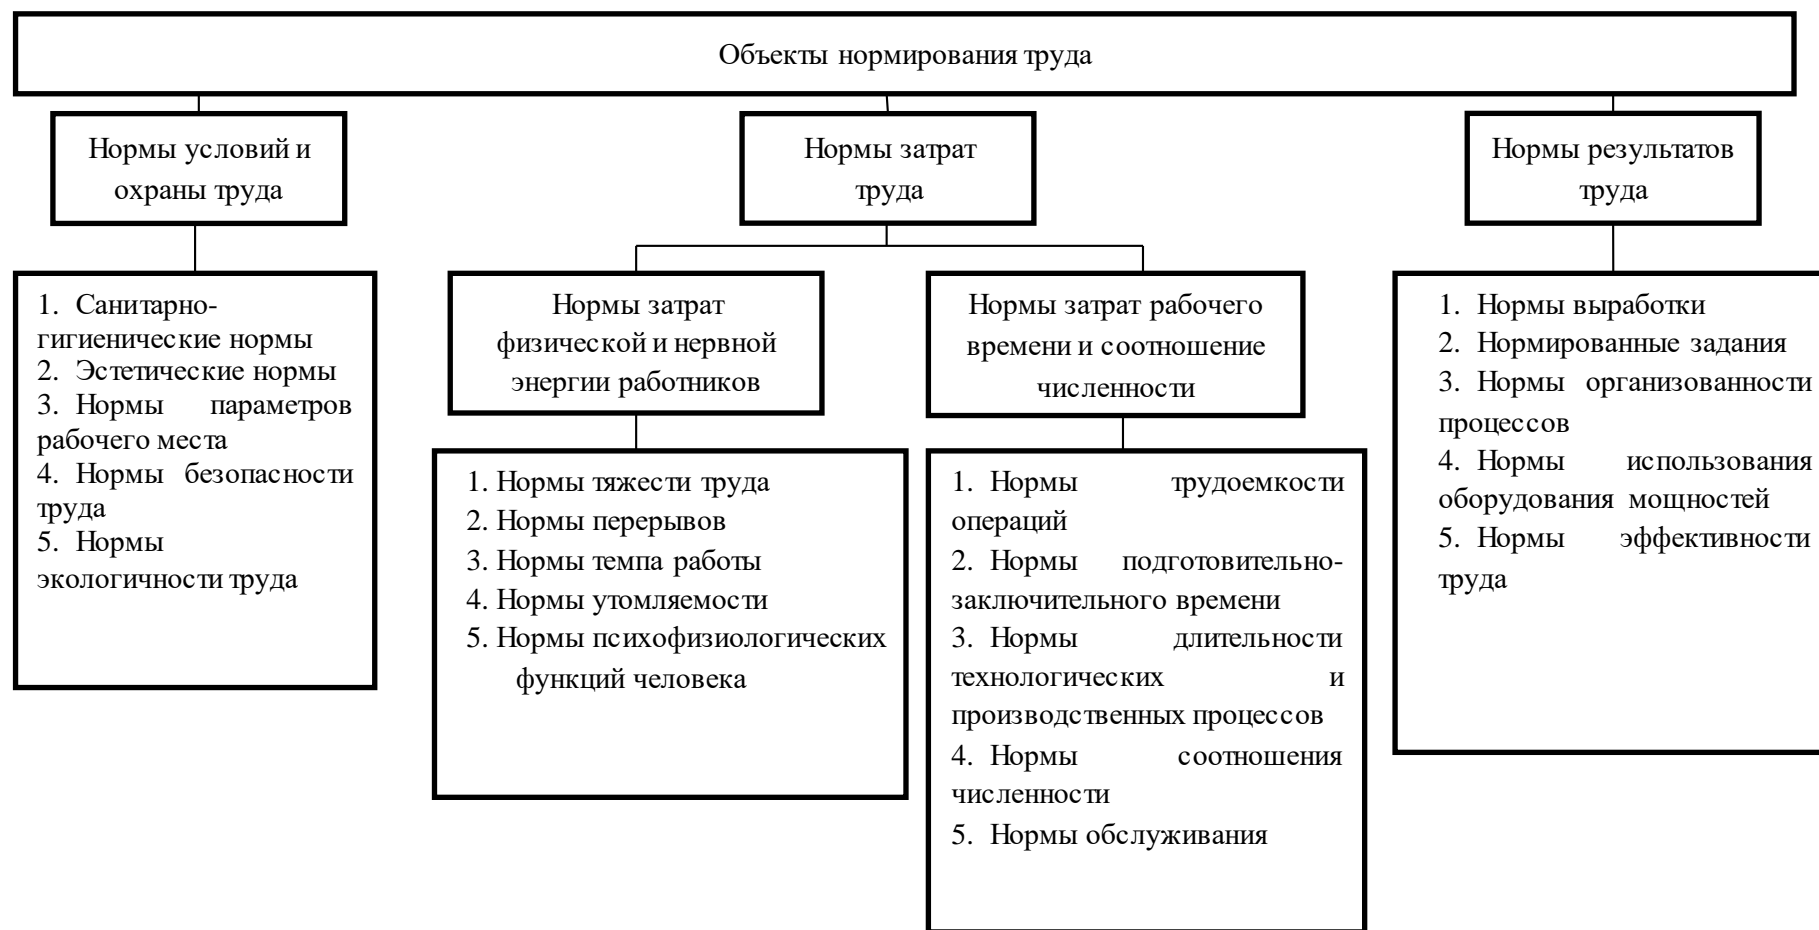 Объекты нормирования труда
Нормы условий и
охраны труда
Нормы затрат
труда
Нормы результатов
труда
1. Санитарно-
гигиенические нормы
2. Эстетические нормы
3. Нормы параметров
рабочего места
4. Нормы безопасности
труда
5. Нормы
экологичности труда
Нормы затрат
физической и нервной
энергии работников
1. Нормы тяжести труда
2. Нормы перерывов
3. Нормы темпа работы
4. Нормы утомляемости
5. Нормы психофизиологических
функций человека
Нормы затрат рабочего
времени и соотношение
численности
1. Нормы трудоемкости
операций
2. Нормы подготовительно-
заключительного времени
3. Нормы длительности
технологических и
производственных процессов
4. Нормы соотношения
численности
5. Нормы обслуживания
1. Нормы выработки
2. Нормированные задания
3. Нормы организованности
процессов
4. Нормы использования
оборудования мощностей
5. Нормы эффективности
труда